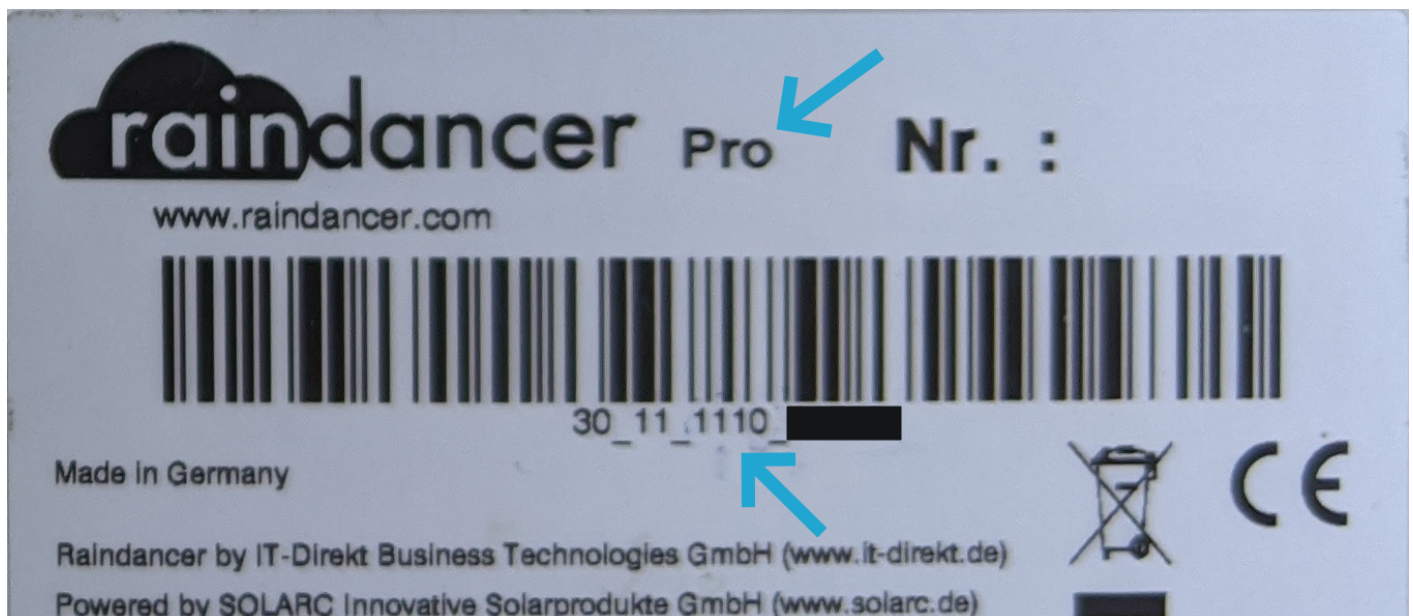 raindancer Pro Nr. :
www.raindancer.com
30_11_1110_
Made in Germany
CE
Raindancer by IT-Direkt Business Technologies GmbH (www.it-direkt.de)
Powered by SOLARC Innovative Solarprodukte GmbH (www.solarc.de)